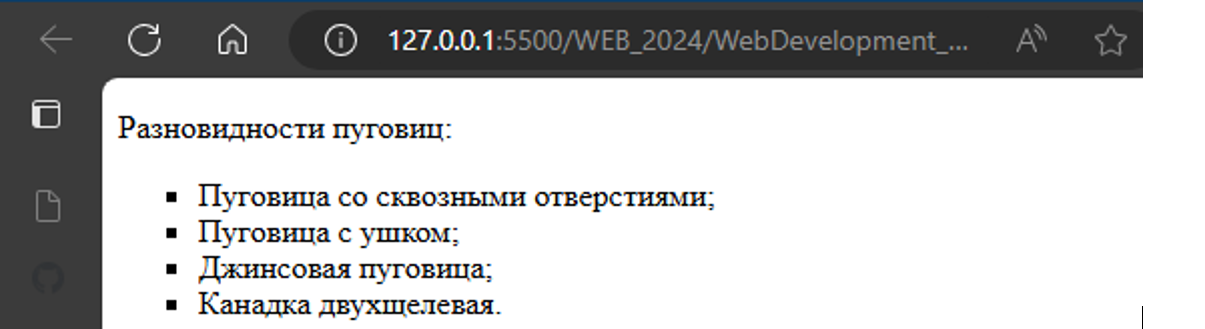 127.0.0.1:5500/WEB_2024/WebDevelopment_...
Разновидности пуговиц:
Пуговица со сквозными отверстиями;
Пуговица с ушком;
Джинсовая пуговица;
Канадка двухщелевая.